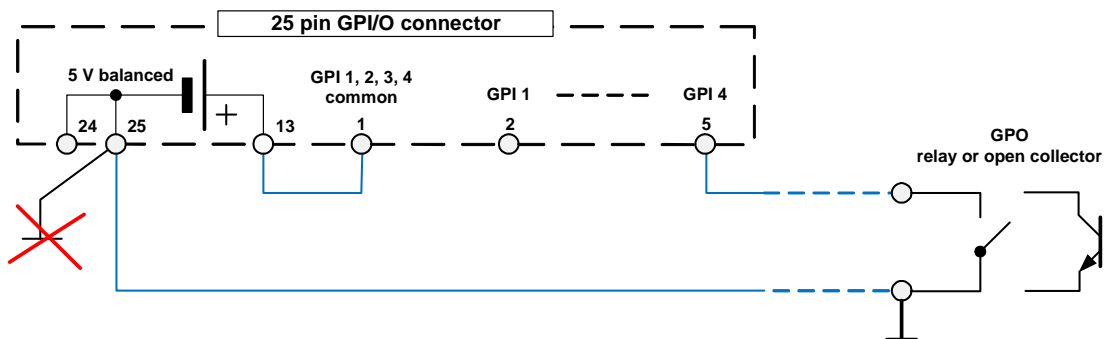 25 pin GPI/O connector
5 V balanced
GPI 1, 2, 3, 4
common
GPI 1
GPI 4
+
24
25
13
1
2
5
GPO
relay or open collector